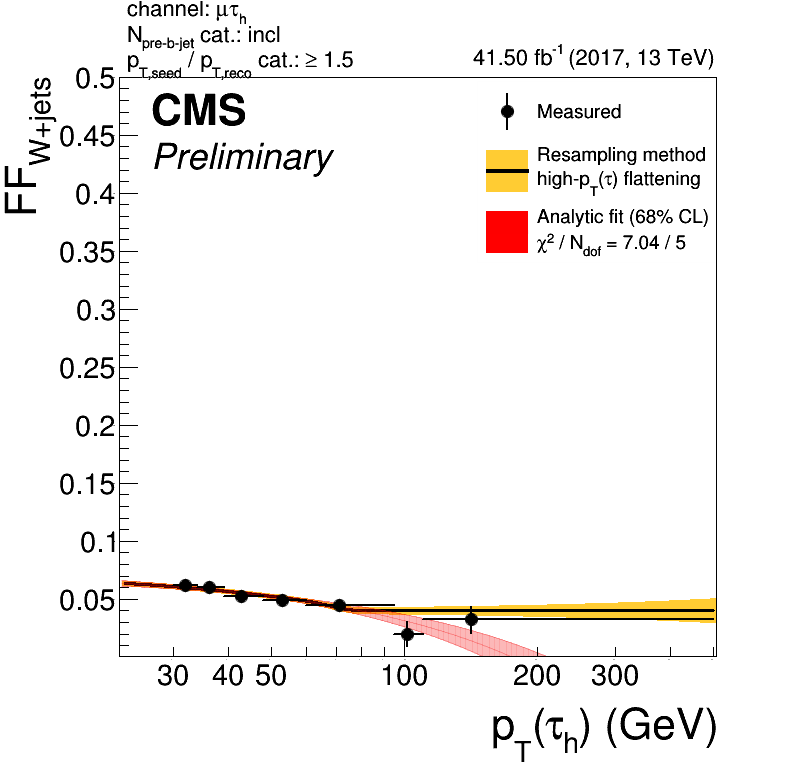 channel: μτh
Npre-b-jet cat.: incl
pT,seed / pT,reco cat.: ≥ 1.5
41.50 fb-1 (2017, 13 TeV)
CMS
Preliminary
Measured
Resampling method
high-pT(τ) flattening
Analytic fit (68% CL)
χ2 / Ndof = 7.04 / 5
FFW+jets
0.5
0.45
0.4
0.35
0.3
0.25
0.2
0.15
0.1
0.05
30 40 50 100 200 300
pT(τh) (GeV)